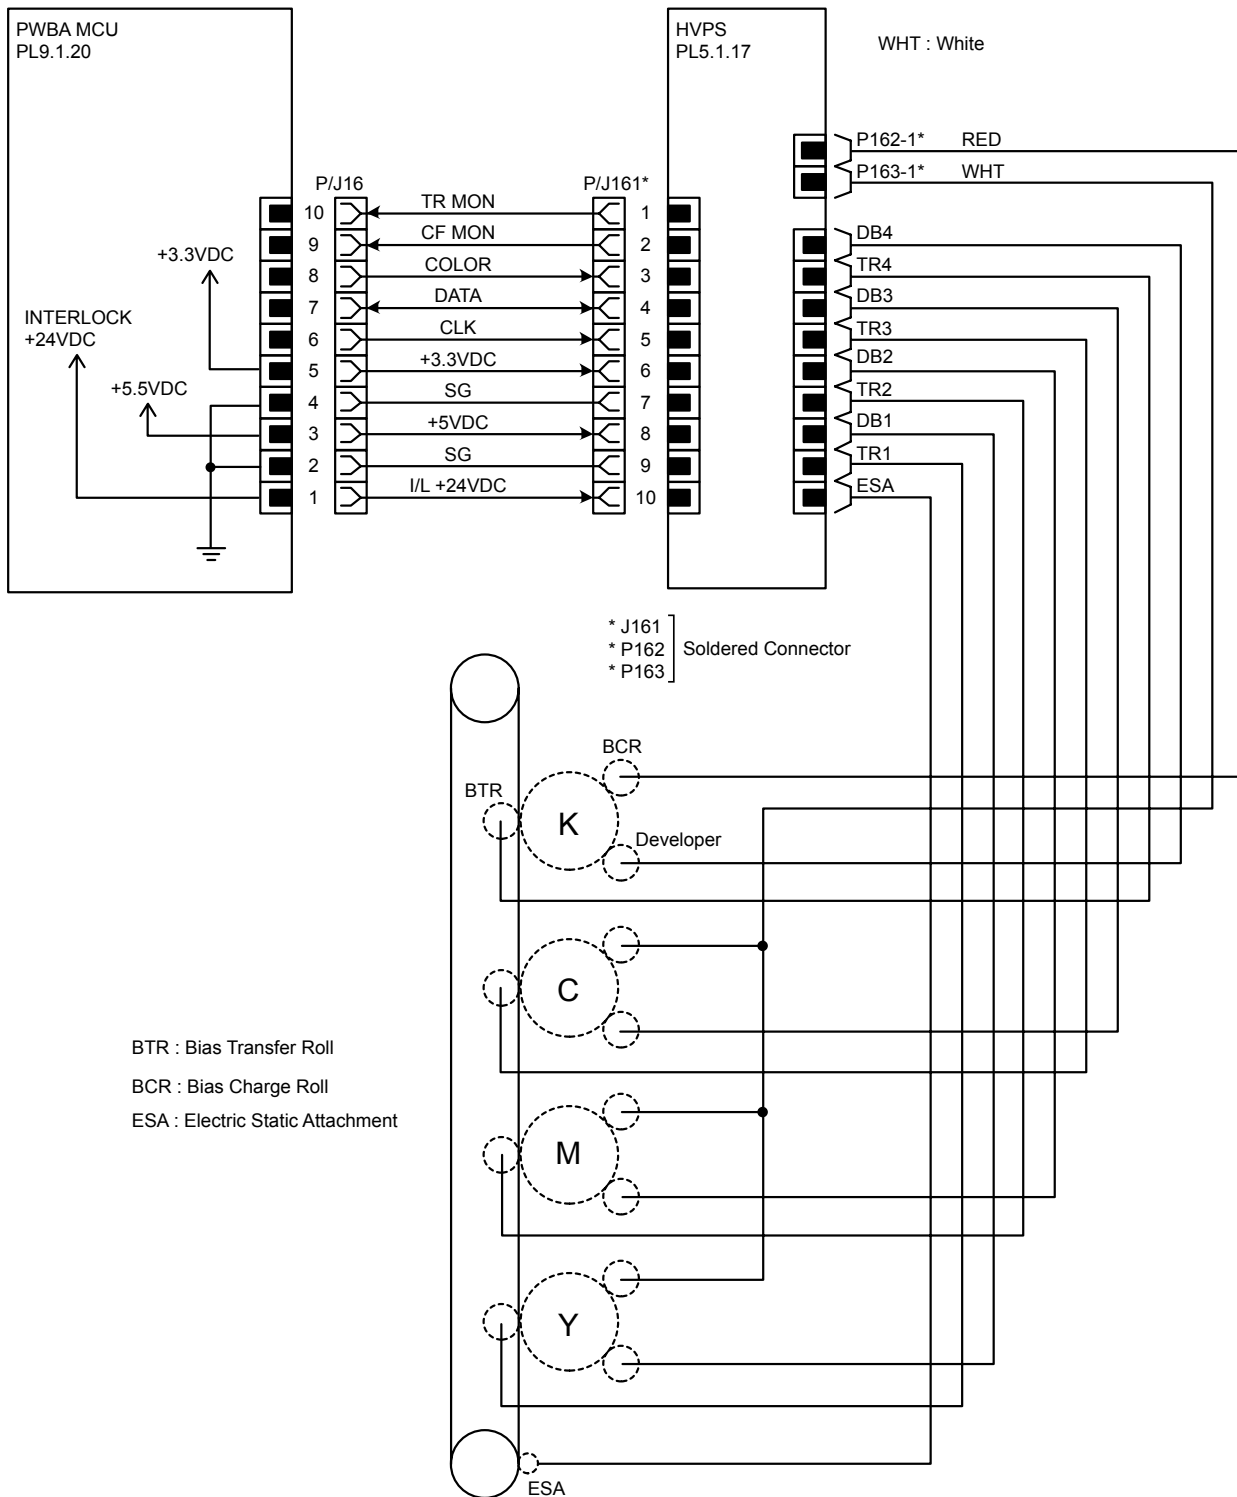 PWBA MCU
PL9.1.20
HVPS
PL5.1.17
WHT : White
P162-1* RED
P163-1* WHT
P/J16
P/J161*
10 TR MON 1
9 CF MON 2
8 COLOR 3
7 DATA 4
6 CLK 5
5 +3.3VDC 6
4 SG 7
3 +5VDC 8
2 SG 9
1 I/L +24VDC 10
+3.3VDC
INTERLOCK
+24VDC
+5.5VDC
DB4
TR4
DB3
TR3
DB2
TR2
DB1
TR1
ESA
* J161
* P162
* P163
Soldered Connector
BCR
BTR
K
Developer
C
M
Y
ESA
BTR : Bias Transfer Roll
BCR : Bias Charge Roll
ESA : Electric Static Attachment